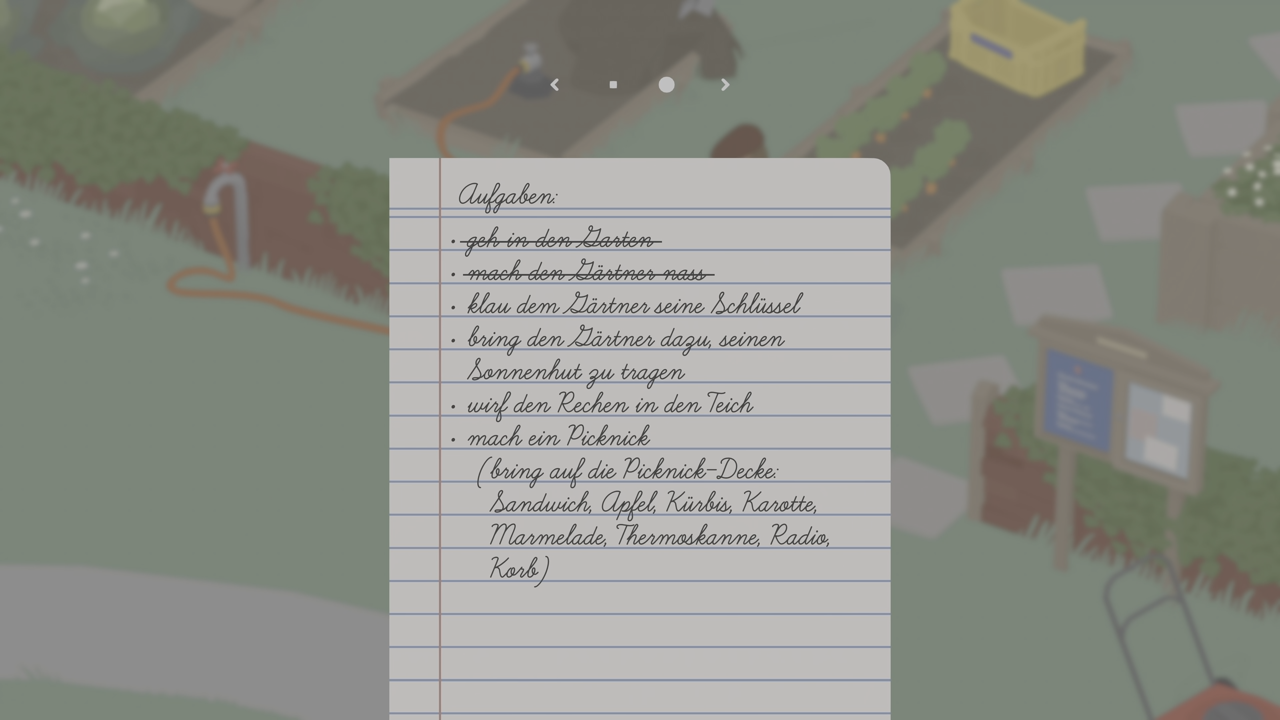 Aufgaben:
• geh in den Garten
• mach den Gärtner nass
• klau dem Gärtner seine Schlüssel
• bring den Gärtner dazu, seinen
Sonnenhut zu tragen
• wirf den Rechen in den Teich
• mach ein Picknick
(bring auf die Picknick-Decke:
Sandwich, Apfel, Kürbis, Karotte,
Marmelade, Thermoskanne, Radio,
Korb)